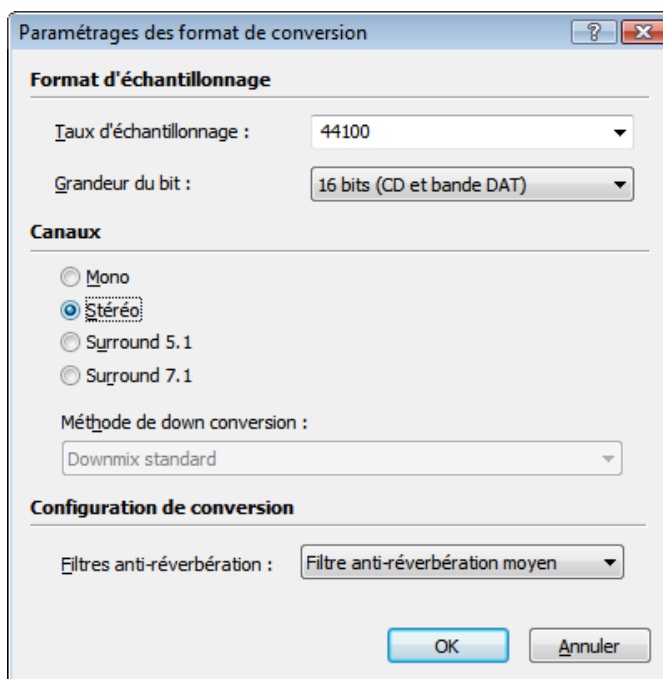 Paramétrages des format de conversion
Format d'échantillonnage
Taux d'échantillonnage : 44100
Grandeur du bit : 16 bits (CD et bande DAT)
Canaux
Mono
Stéréo
Surround 5.1
Surround 7.1
Méthode de down conversion :
Downmix standard
Configuration de conversion
Filtres anti-réverbération : Filtre anti-réverbération moyen
OK Annuler